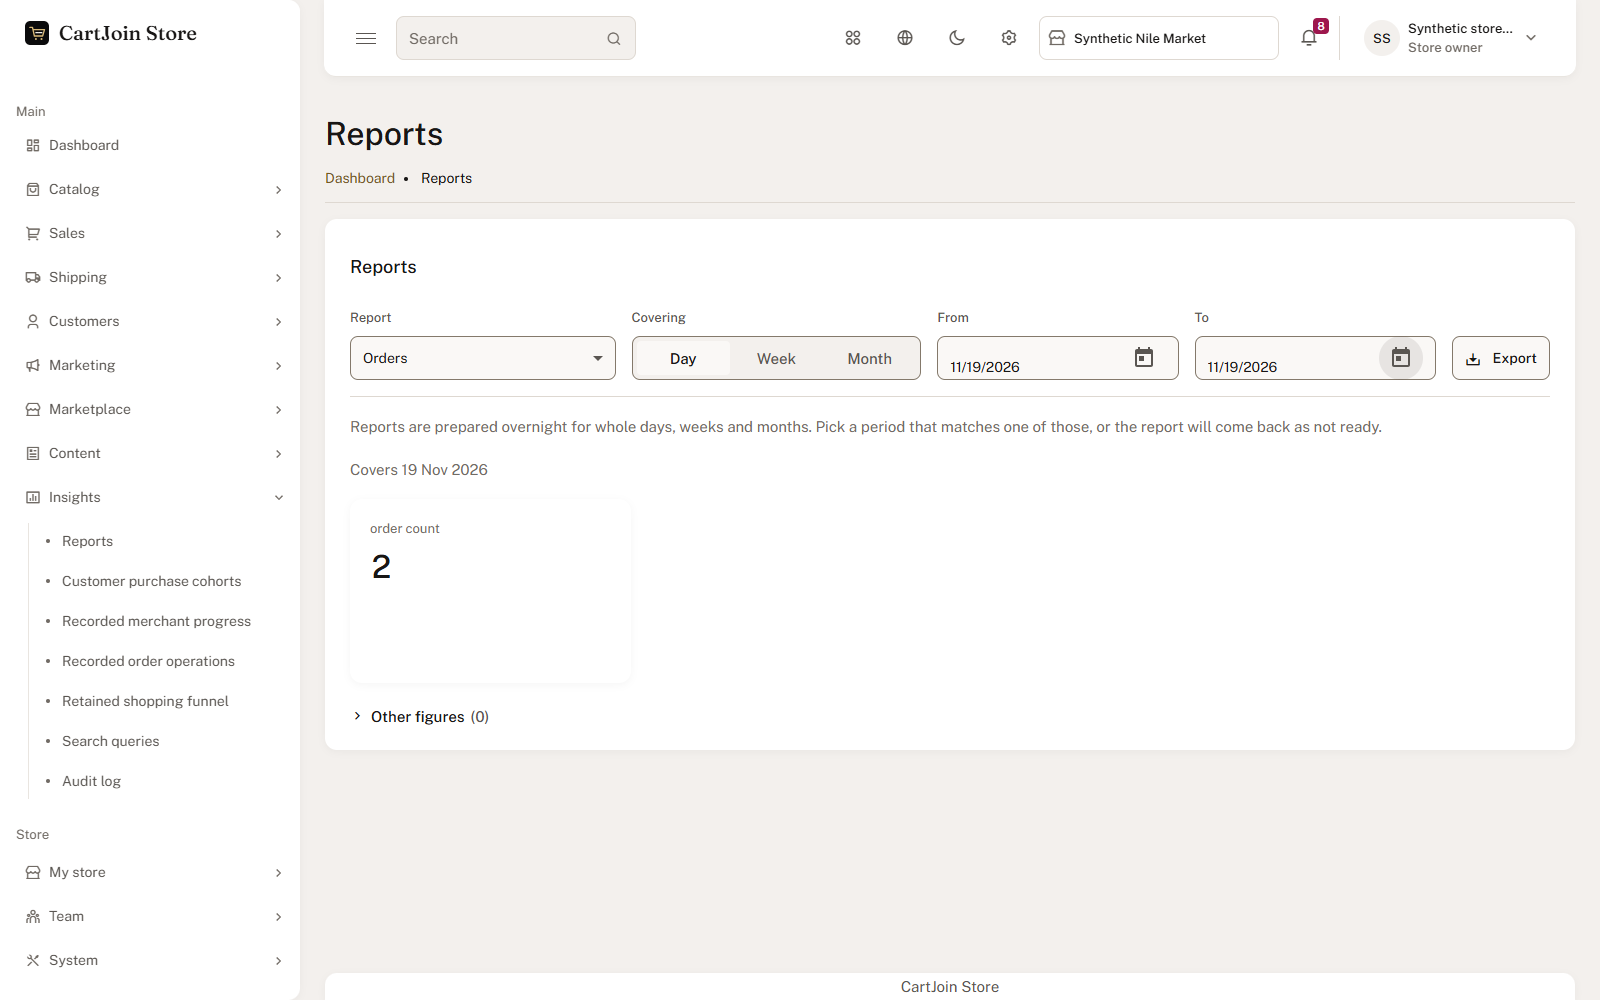 CartJoin Store
Search
Synthetic Nile Market
8
SS
Synthetic store...
Store owner
Main
Dashboard
Catalog
Sales
Shipping
Customers
Marketing
Marketplace
Content
Insights
Reports
Customer purchase cohorts
Recorded merchant progress
Recorded order operations
Retained shopping funnel
Search queries
Audit log
Store
My store
Team
System
Reports
Dashboard • Reports
Reports
Report
Covering
From
To
Orders
Day
Week
Month
11/19/2026
11/19/2026
Export
Reports are prepared overnight for whole days, weeks and months. Pick a period that matches one of those, or the report will come back as not ready.
Covers 19 Nov 2026
order count
2
Other figures (0)
CartJoin Store